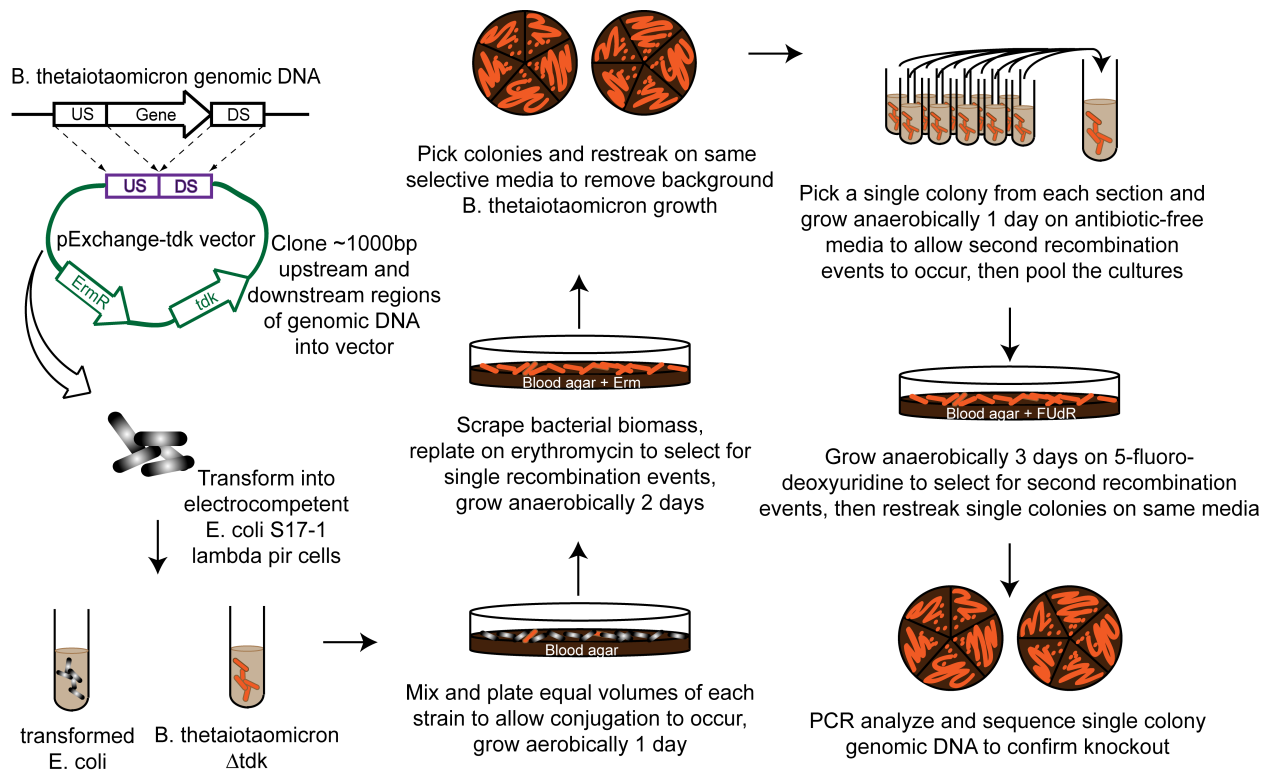 B. thetaiotaomicron genomic DNA
US
Gene
DS
US
DS
pExchange-tdk vector
ErmR
tdk
Clone ~1000bp
upstream and
downstream regions
of genomic DNA
into vector
Transform into
electrocompetent
E. coli S17-1
lambda pir cells
transformed
E. coli
B. thetaiotaomicron
Δtdk
Blood agar
Mix and plate equal volumes of each
strain to allow conjugation to occur,
grow aerobically 1 day
Blood agar + Erm
Scrape bacterial biomass,
replate on erythromycin to select for
single recombination events,
grow anaerobically 2 days
Pick colonies and restreak on same
selective media to remove background
B. thetaiotaomicron growth
Pick a single colony from each section and
grow anaerobically 1 day on antibiotic-free
media to allow second recombination
events to occur, then pool the cultures
Blood agar + FUdR
Grow anaerobically 3 days on 5-fluoro-
deoxyuridine to select for second recombination
events, then restreak single colonies on same media
PCR analyze and sequence single colony
genomic DNA to confirm knockout